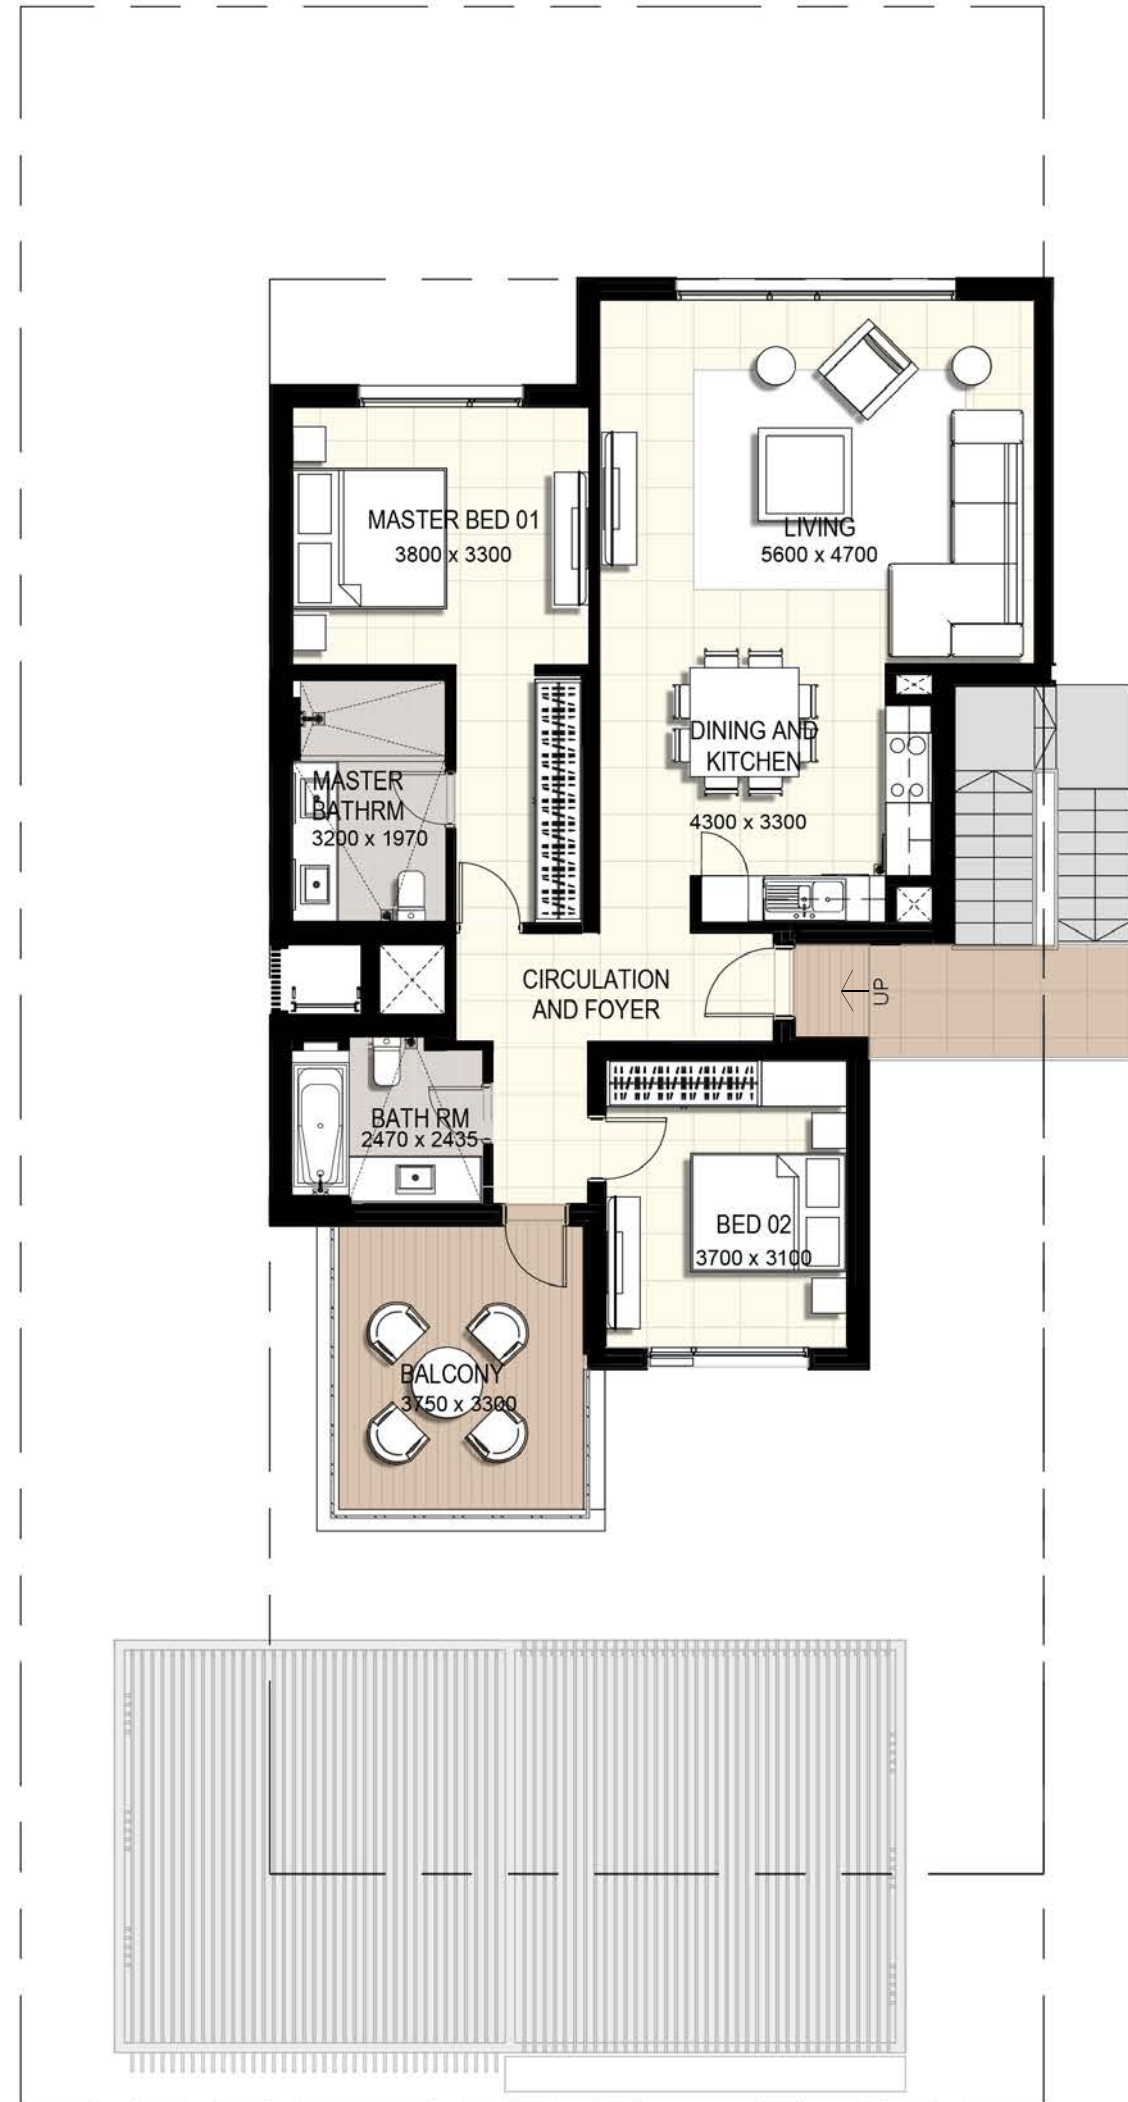 MASTER BED 01
3800 x 3300
LIVING
5600 x 4700
DINING AND
KITCHEN
4300 x 3300
MASTER
BATHRM
3200 x 1970
CIRCULATION
AND FOYER
UP
BATH RM
2470 x 2435
BED 02
3700 x 3100
BALCONY
3750 x 3300